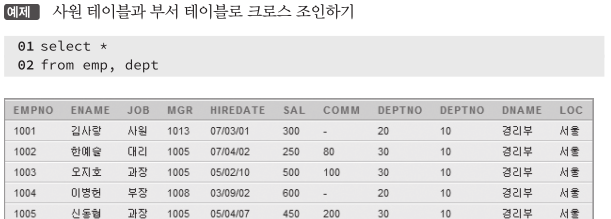 예제 사원 테이블과 부서 테이블로 크로스 조인하기
01 select *
02 from emp, dept
EMPNO ENAME JOB MGR HIREDATE SAL COMM DEPTNO DEPTNO DNAME LOC
1001 김사랑 사원 1013 07/03/01 300 - 20 10 경리부 서울
1002 한예슬 대리 1005 07/04/02 250 80 30 10 경리부 서울
1003 오지호 과장 1005 05/02/10 500 100 30 10 경리부 서울
1004 이병헌 부장 1008 03/09/02 600 - 20 10 경리부 서울
1005 신동협 과장 1005 05/04/07 450 200 30 10 경리부 서울